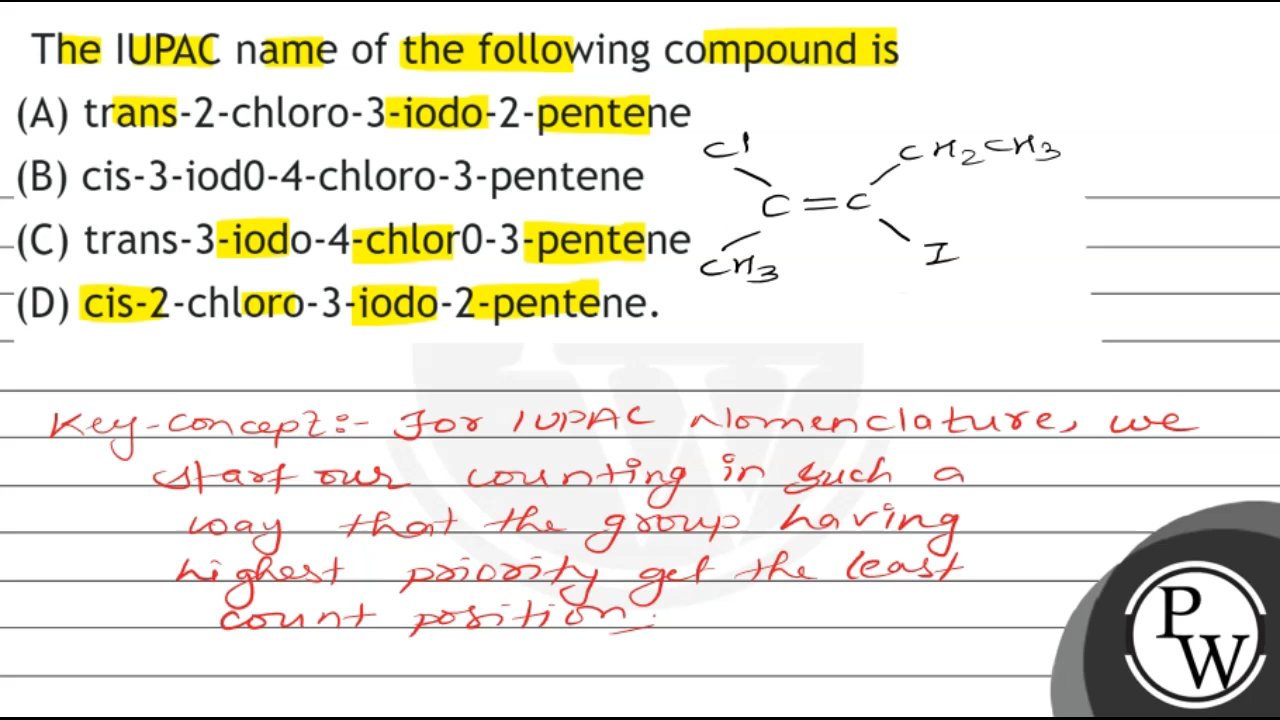 The IUPAC name of the following compound is
(A) trans-2-chloro-3-iodo-2-pentene
(B) cis-3-iod0-4-chloro-3-pentene
(C) trans-3-iodo-4-chlor0-3-pentene
(D) cis-2-chloro-3-iodo-2-pentene.
Cl CH2CH3
C=C
CH3 I
Key-concept:- For IUPAC Nomenclature, we
start our counting in such a
way that the group having
highest priority get the least
count position.
PW